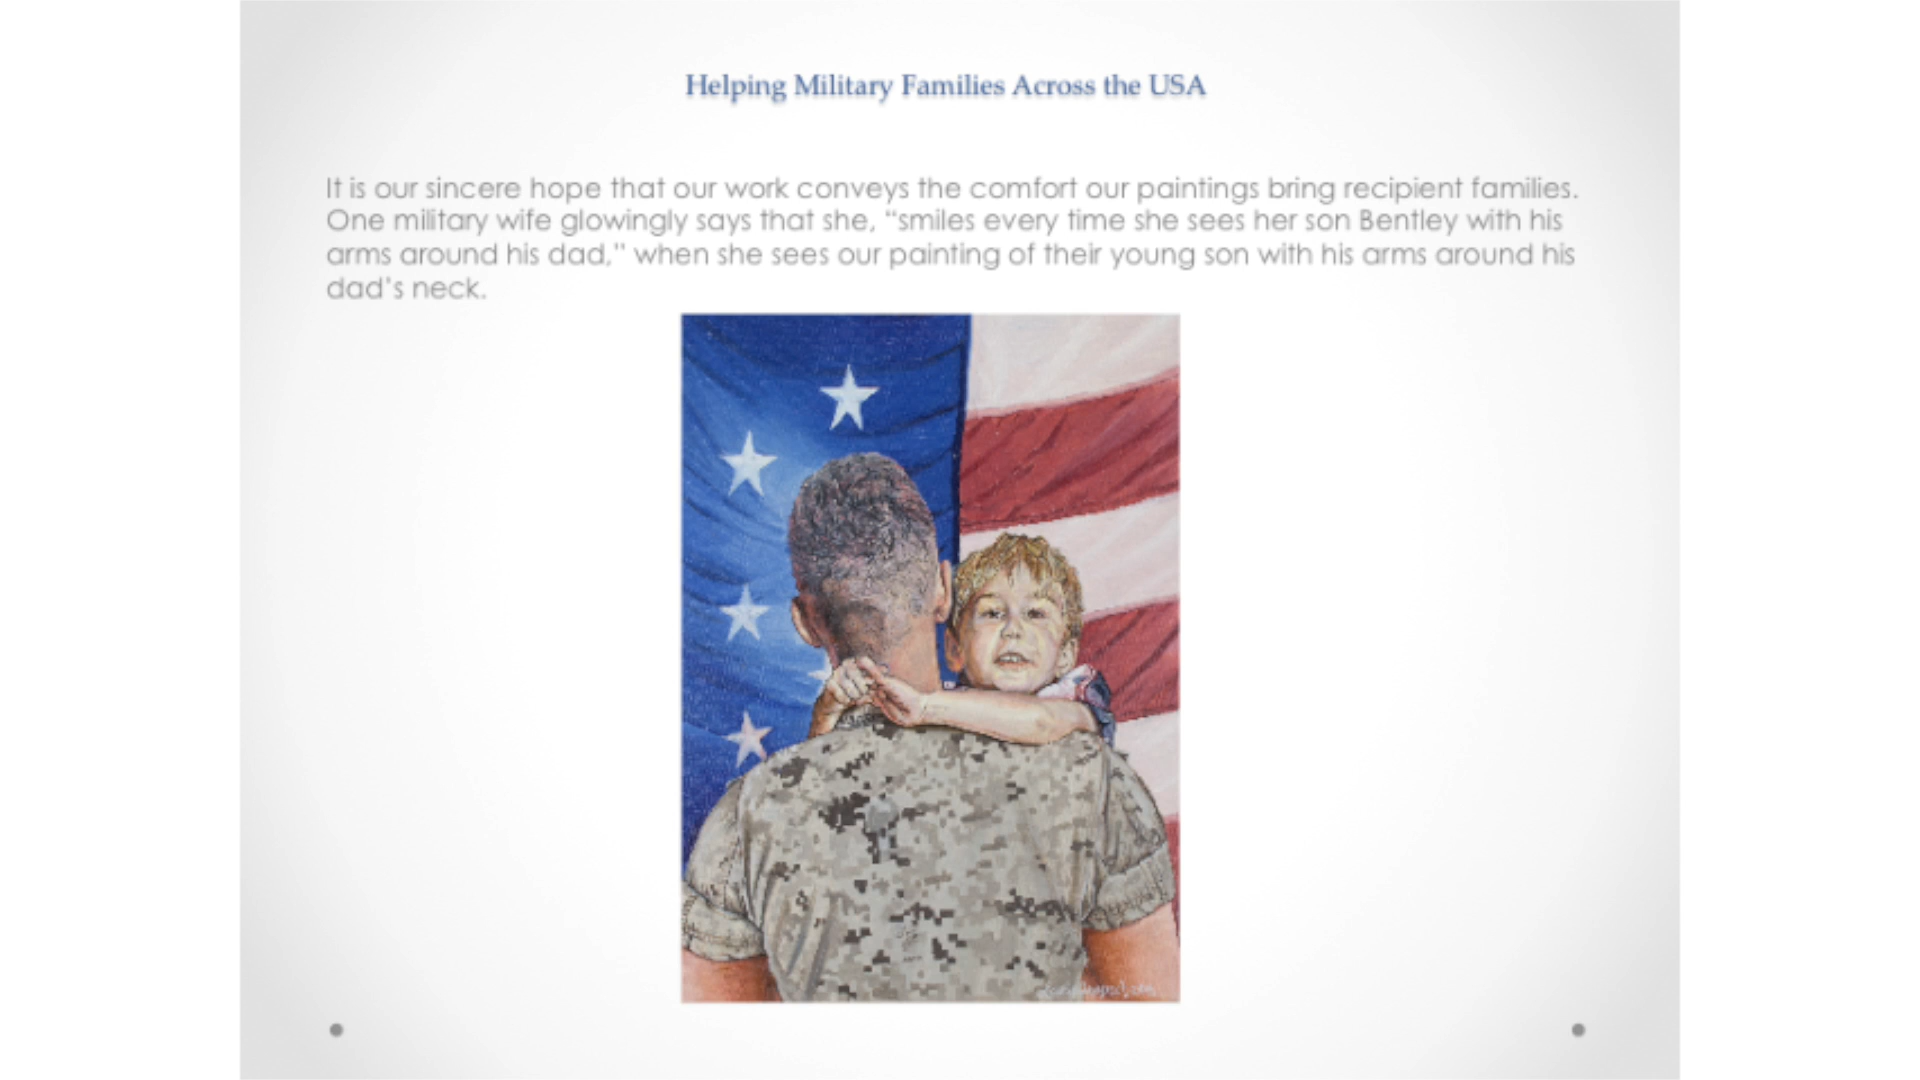 Helping Military Families Across the USA
It is our sincere hope that our work conveys the comfort our paintings bring recipient families.
One military wife glowingly says that she, “smiles every time she sees her son Bentley with his
arms around his dad,” when she sees our painting of their young son with his arms around his
dad’s neck.